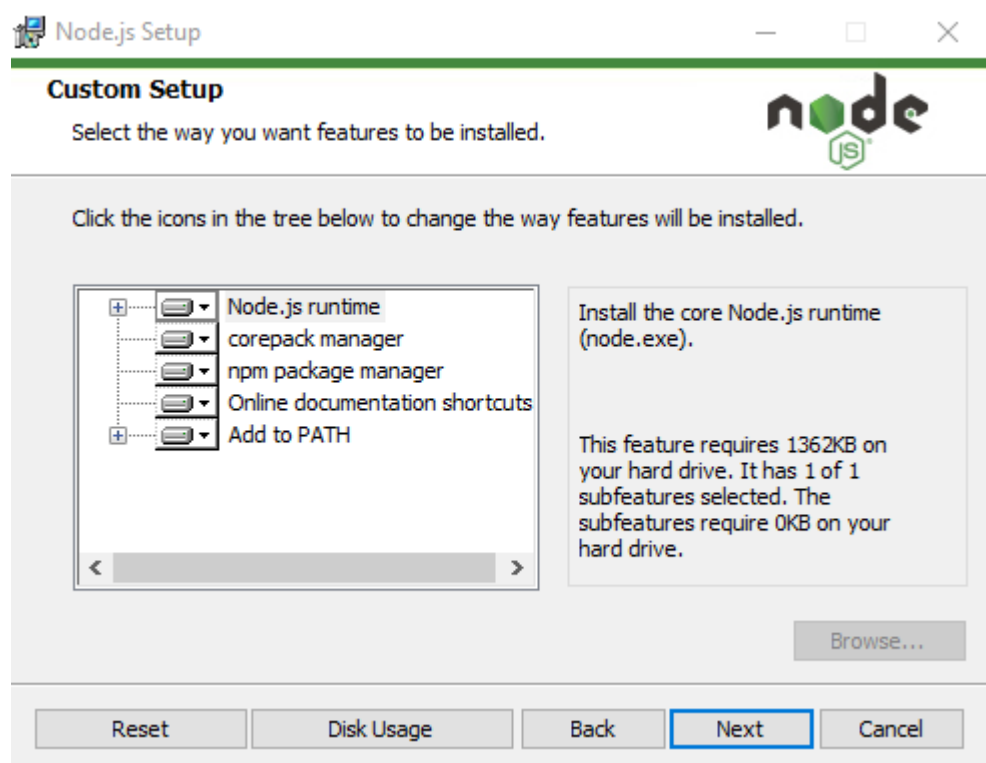 Node.js Setup
Custom Setup
Select the way you want features to be installed.
node
JS
Click the icons in the tree below to change the way features will be installed.
Node.js runtime
corepack manager
npm package manager
Online documentation shortcuts
Add to PATH
Install the core Node.js runtime
(node.exe).
This feature requires 1362KB on
your hard drive. It has 1 of 1
subfeatures selected. The
subfeatures require 0KB on your
hard drive.
Browse...
Reset
Disk Usage
Back
Next
Cancel